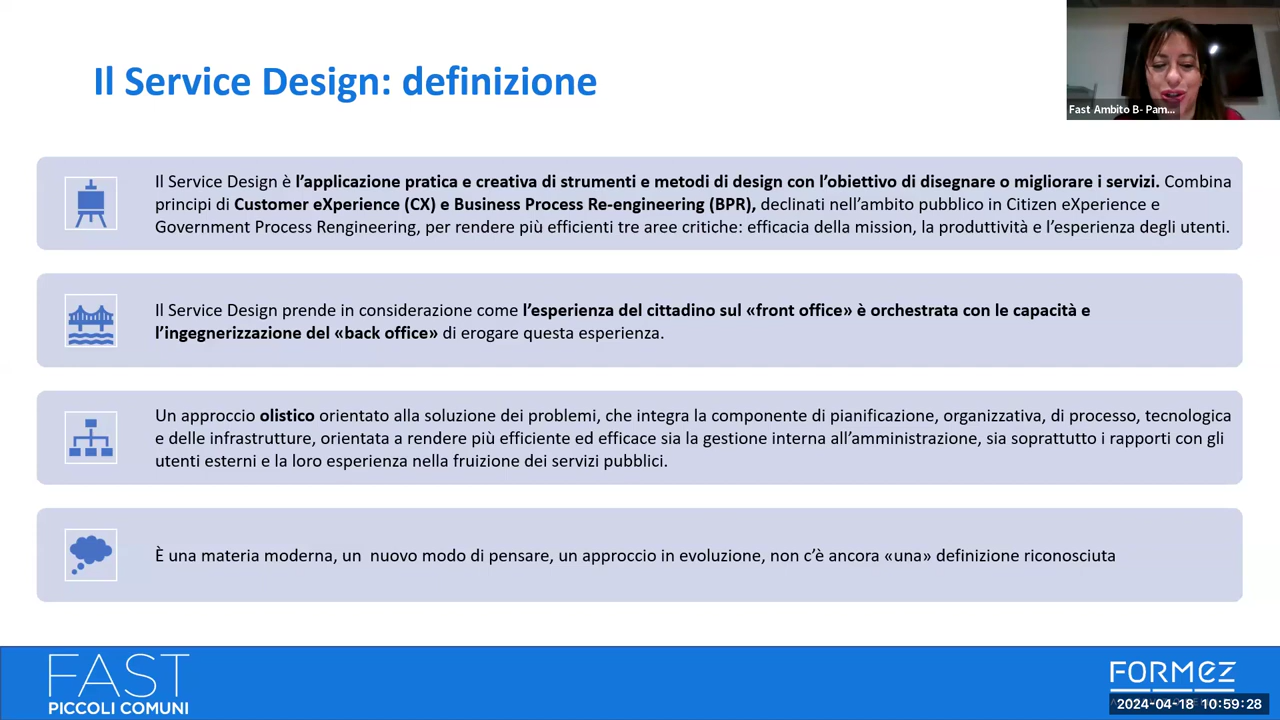 Il Service Design: definizione
Fast Ambito B- Pam...
Il Service Design è l’applicazione pratica e creativa di strumenti e metodi di design con l’obiettivo di disegnare o migliorare i servizi. Combina
principi di Customer eXperience (CX) e Business Process Re-engineering (BPR), declinati nell’ambito pubblico in Citizen eXperience e
Government Process Rengineering, per rendere più efficienti tre aree critiche: efficacia della mission, la produttività e l’esperienza degli utenti.
Il Service Design prende in considerazione come l’esperienza del cittadino sul «front office» è orchestrata con le capacità e
l’ingegnerizzazione del «back office» di erogare questa esperienza.
Un approccio olistico orientato alla soluzione dei problemi, che integra la componente di pianificazione, organizzativa, di processo, tecnologica
e delle infrastrutture, orientata a rendere più efficiente ed efficace sia la gestione interna all’amministrazione, sia soprattutto i rapporti con gli
utenti esterni e la loro esperienza nella fruizione dei servizi pubblici.
È una materia moderna, un  nuovo modo di pensare, un approccio in evoluzione, non c’è ancora «una» definizione riconosciuta
FAST
PICCOLI COMUNI
FORMEZ
2024-04-18 10:59:28